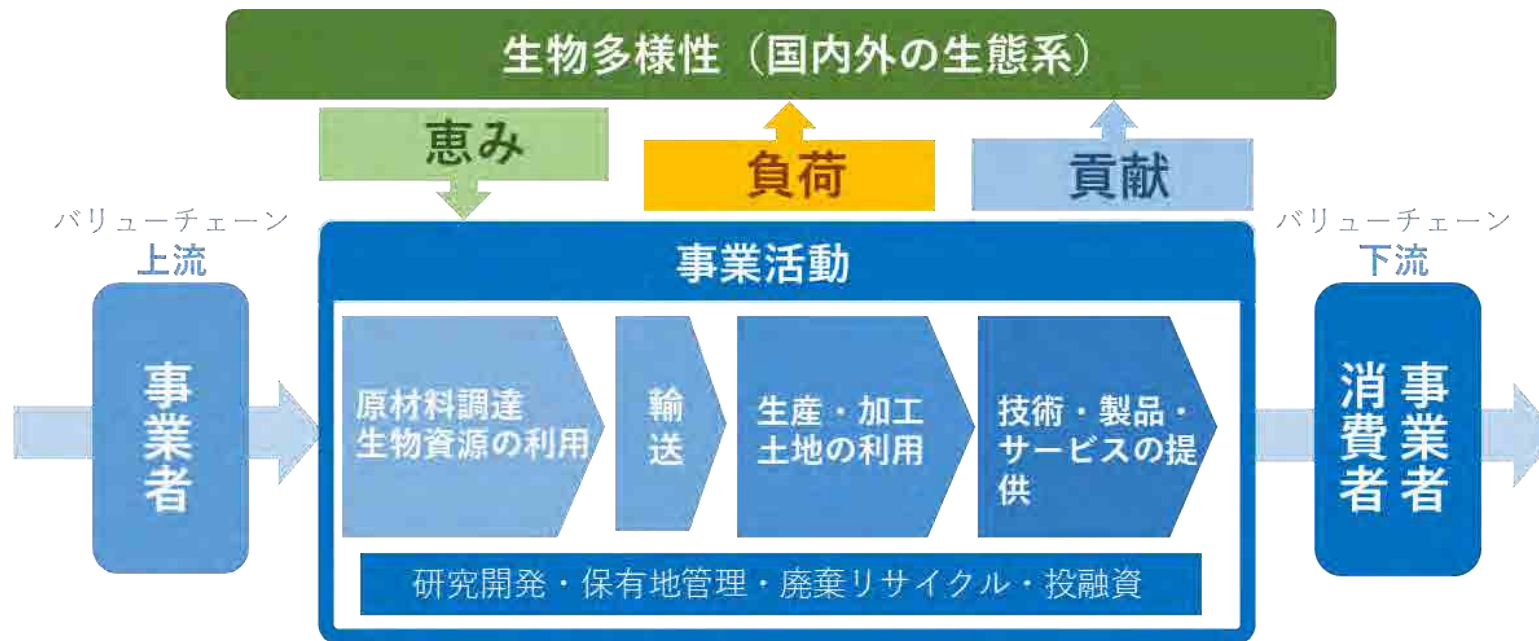 生物多様性（国内外の生態系）
恵み
負荷
貢献
バリューチェーン
上流
事業者
事業活動
原材料調達
生物資源の利用
輸送
生産・加工
土地の利用
技術・製品・
サービスの提
供
研究開発・保有地管理・廃棄リサイクル・投融資
バリューチェーン
下流
事業者
消費者